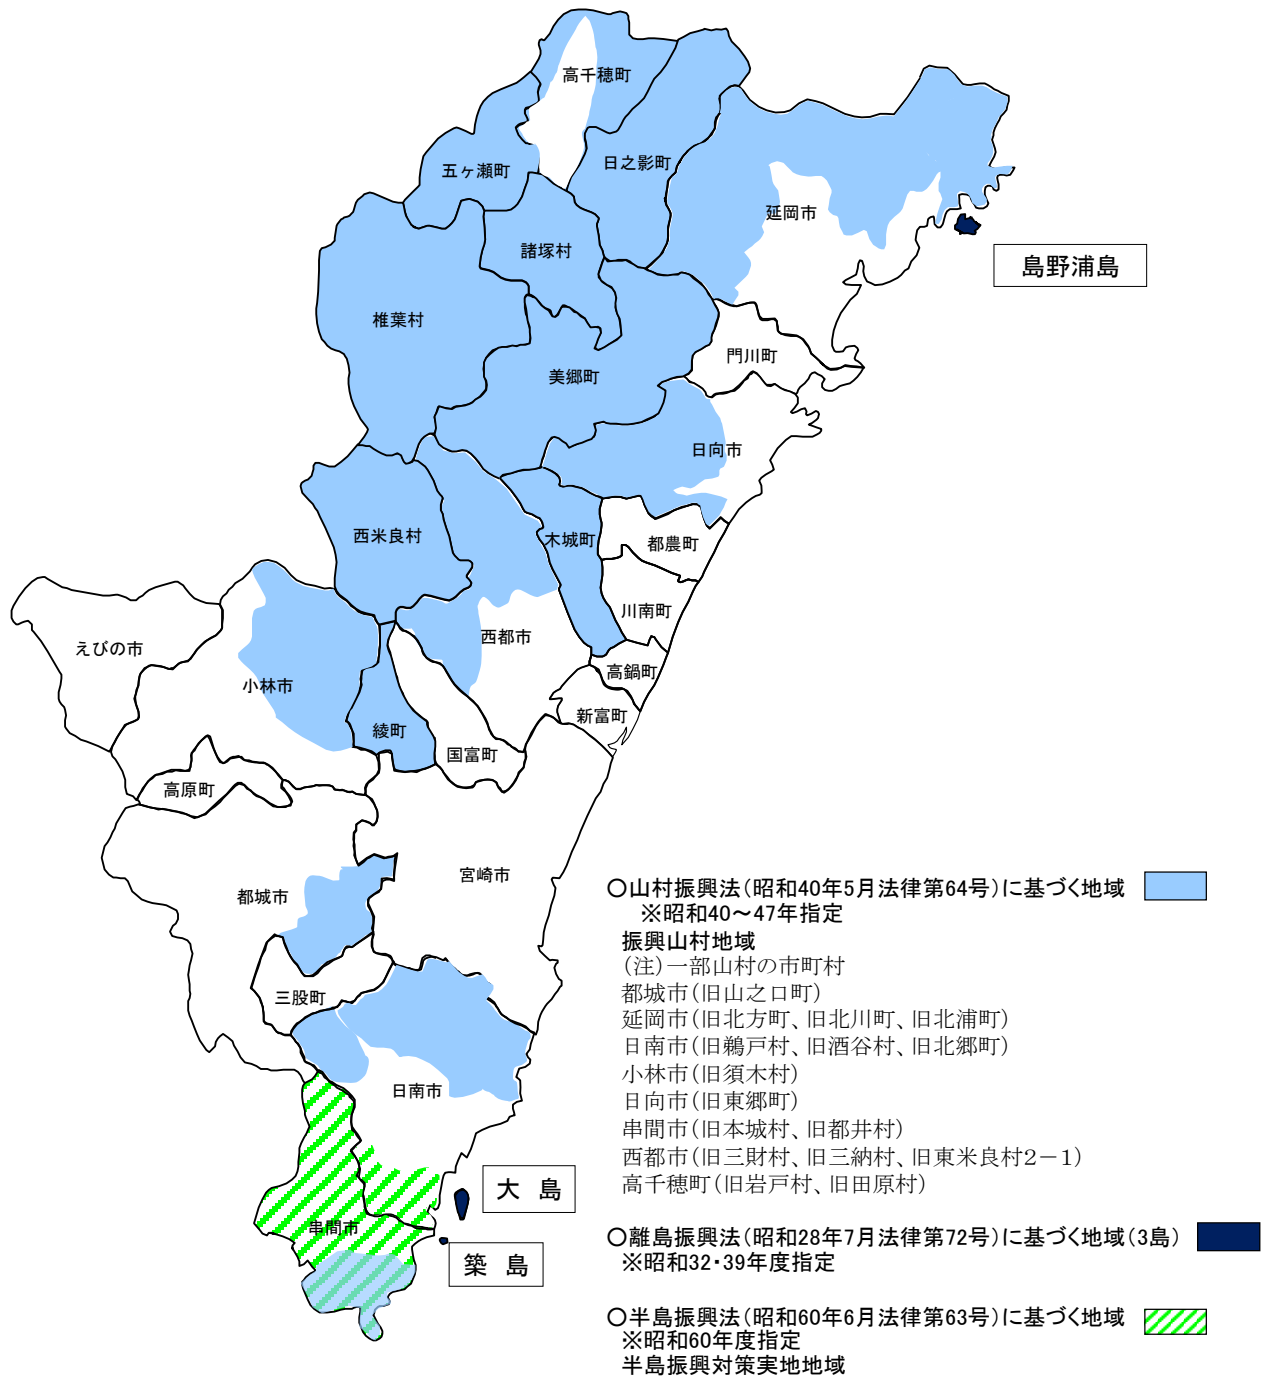 高千穂町
日之影町
五ヶ瀬町
延岡市
諸塚村
島野浦島
椎葉村
門川町
美郷町
日向市
西米良村
木城町
都農町
川南町
えびの市
西都市
高鍋町
小林市
新富町
綾町
国富町
高原町
宮崎市
都城市
三股町
日南市
大 島
串間市
築 島
○山村振興法(昭和40年5月法律第64号)に基づく地域
※昭和40～47年指定
振興山村地域
(注)一部山村の市町村
都城市(旧山之口町)
延岡市(旧北方町、旧北川町、旧北浦町)
日南市(旧鵜戸村、旧酒谷村、旧北郷町)
小林市(旧須木村)
日向市(旧東郷町)
串間市(旧本城村、旧都井村)
西都市(旧三財村、旧三納村、旧東米良村2－1)
高千穂町(旧岩戸村、旧田原村)
○離島振興法(昭和28年7月法律第72号)に基づく地域(3島)
※昭和32・39年度指定
○半島振興法(昭和60年6月法律第63号)に基づく地域
※昭和60年度指定
半島振興対策実地地域